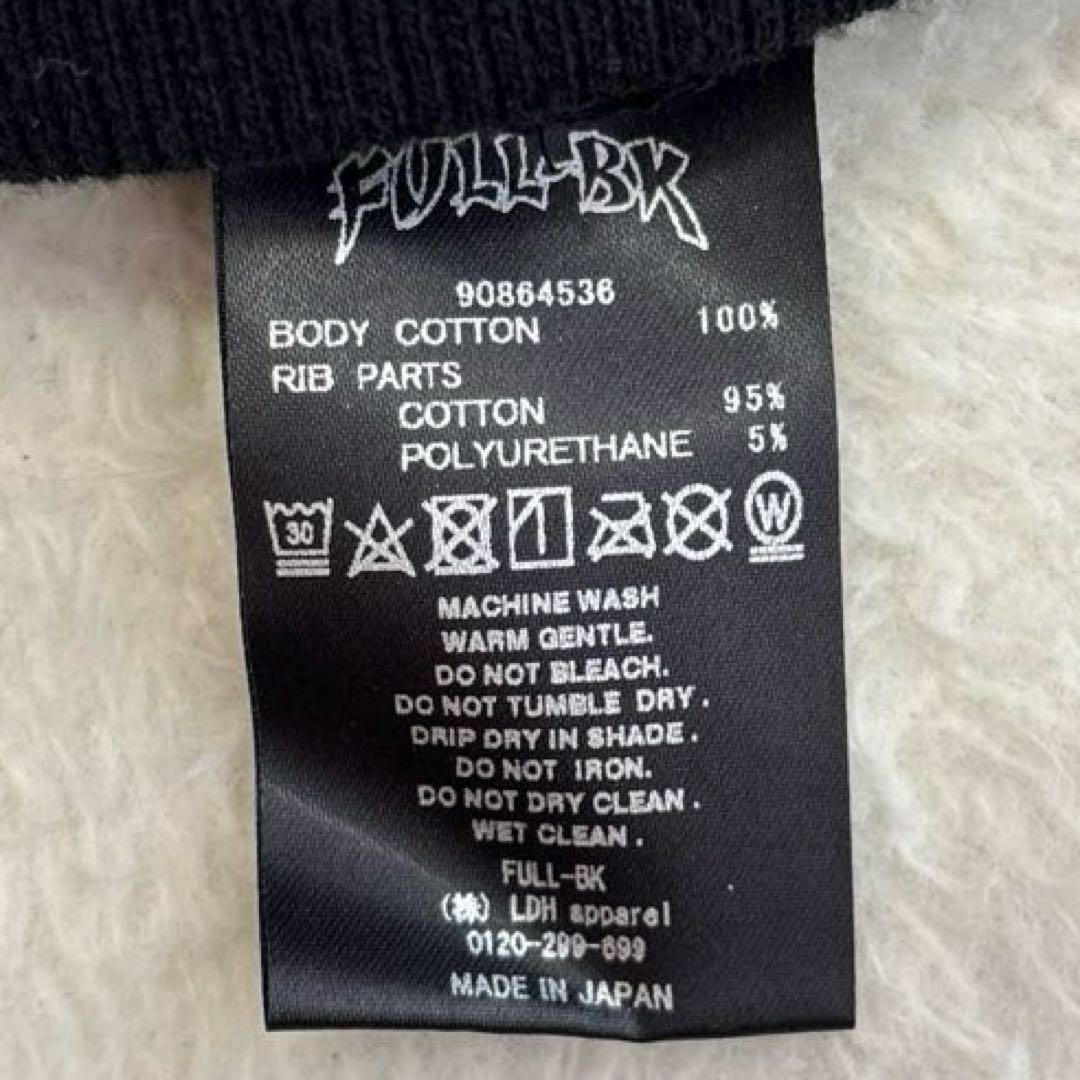 FULL-BK
90864536
BODY COTTON 100%
RIB PARTS
COTTON 95%
POLYURETHANE 5%
30 W
MACHINE WASH
WARM GENTLE.
DO NOT BLEACH.
DO NOT TUMBLE DRY.
DRIP DRY IN SHADE.
DO NOT IRON.
DO NOT DRY CLEAN.
WET CLEAN.
FULL-BK
(株) LDH apparel
0120-299-699
MADE IN JAPAN